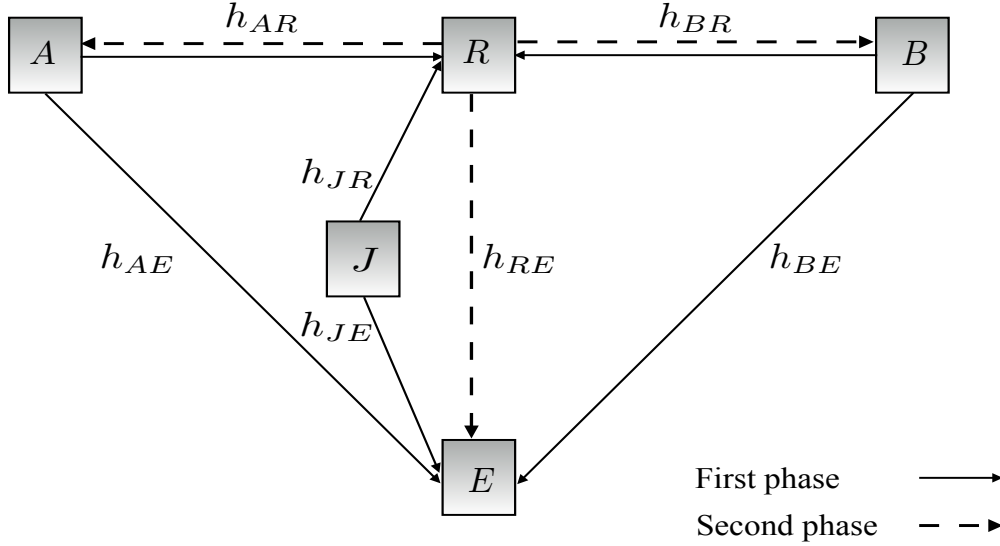 h_{AR}
h_{BR}
A
R
B
h_{JR}
h_{AE}
J
h_{RE}
h_{BE}
h_{JE}
E
First phase
Second phase